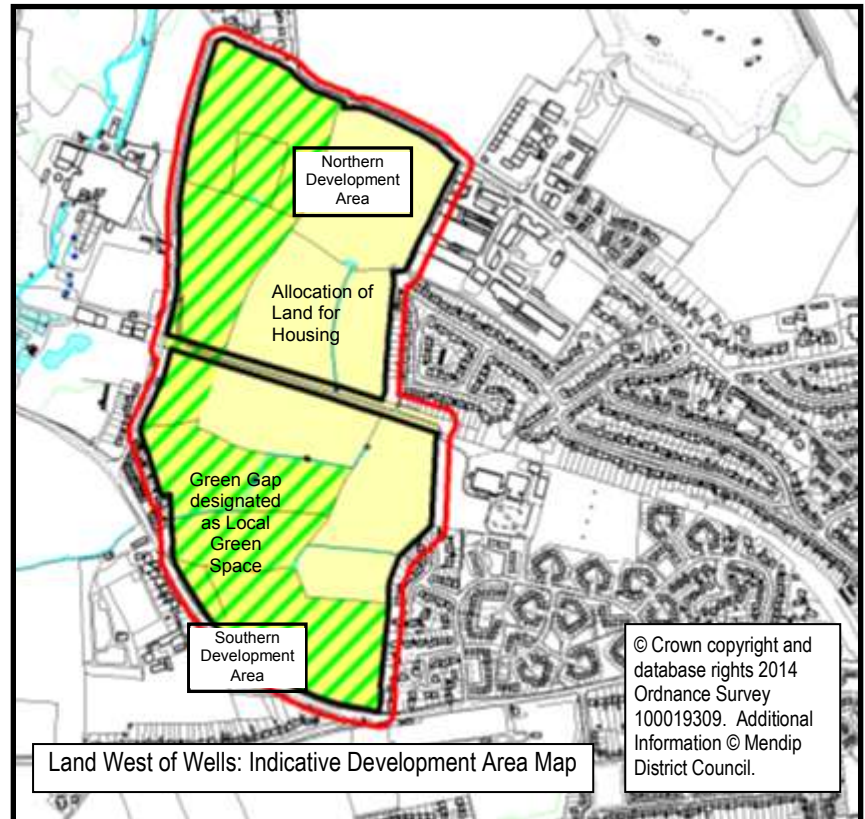 Northern
Development
Area
Allocation of
Land for
Housing
Green Gap
designated
as Local
Green
Space
Southern
Development
Area
© Crown copyright and
database rights 2014
Ordnance Survey
100019309. Additional
Information © Mendip
District Council.
Land West of Wells: Indicative Development Area Map